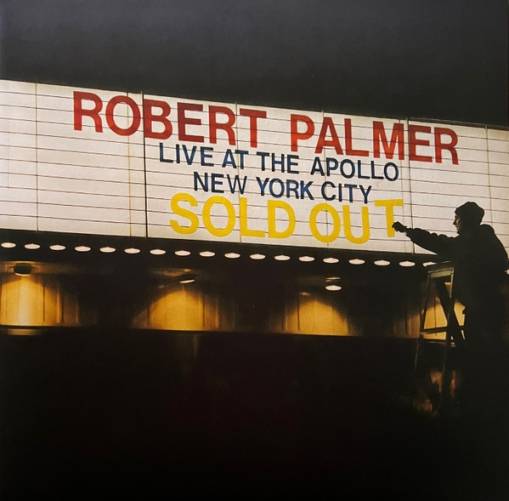 ROBERT PALMER
LIVE AT THE APOLLO
NEW YORK CITY
SOLD OUT